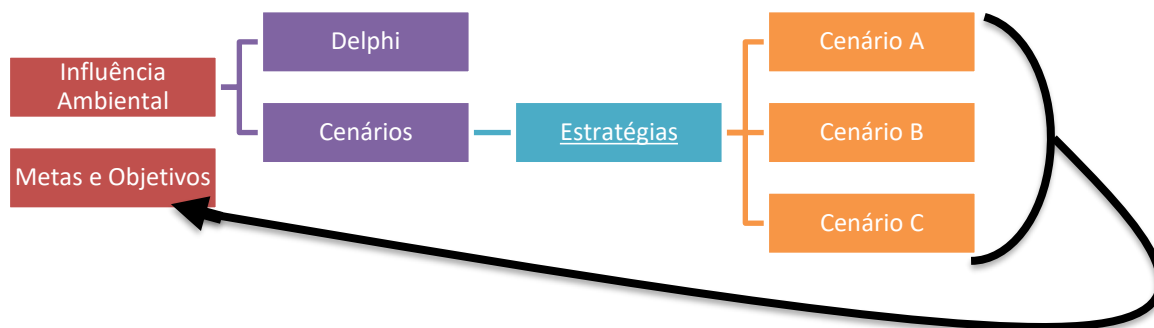 Influência
Ambiental
Metas e Objetivos
Delphi
Cenários
Estratégias
Cenário A
Cenário B
Cenário C